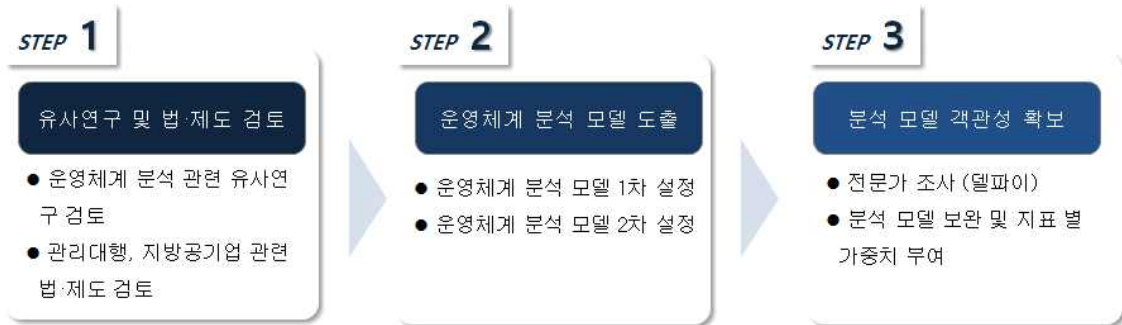 STEP 1
유사연구 및 법·제도 검토
● 운영체계 분석 관련 유사연
구 검토
● 관리대행, 지방공기업 관련
법·제도 검토
STEP 2
운영체계 분석 모델 도출
● 운영체계 분석 모델 1차 설정
● 운영체계 분석 모델 2차 설정
STEP 3
분석 모델 객관성 확보
● 전문가 조사 (델파이)
● 분석 모델 보완 및 지표 별
가중치 부여